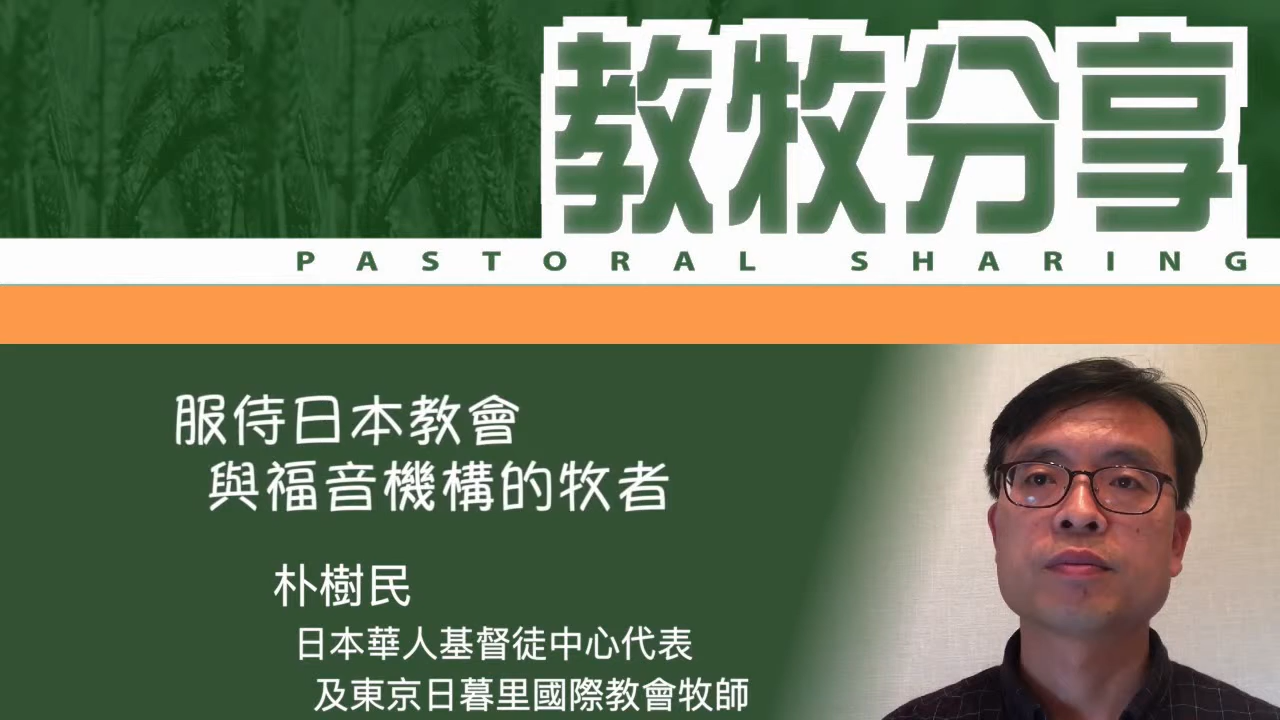 教牧分享
PASTORAL SHARING
服侍日本教會
與福音機構的牧者
朴樹民
日本華人基督徒中心代表
及東京日暮里國際教會牧師